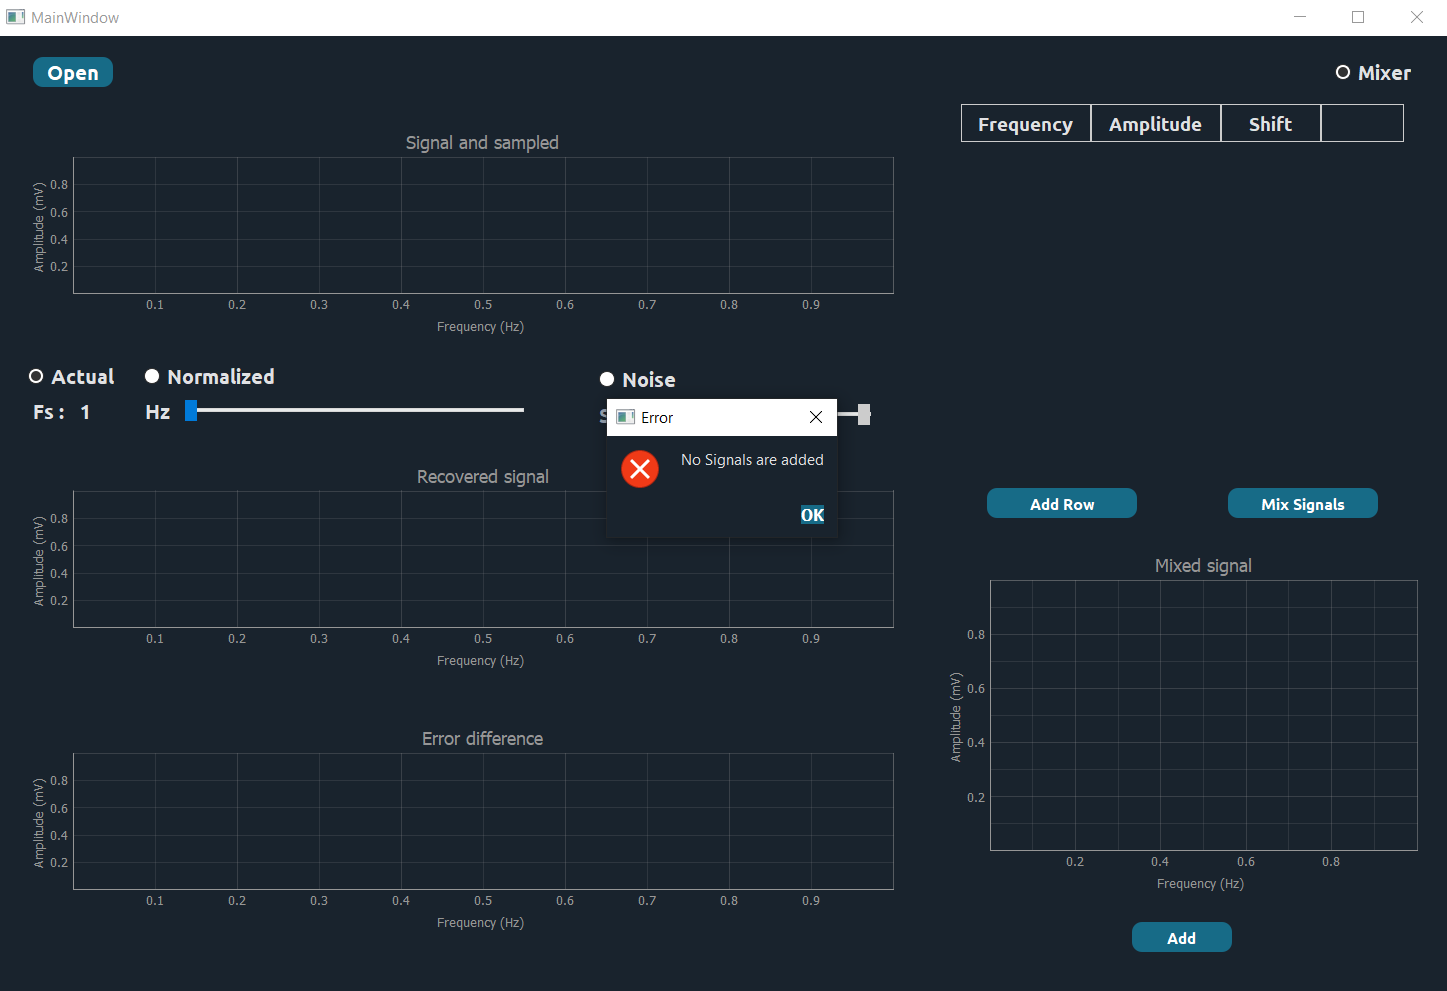 MainWindow
Open
Mixer
Frequency Amplitude Shift
Signal and sampled
Amplitude (mV)
0.8
0.6
0.4
0.2
0.1 0.2 0.3 0.4 0.5 0.6 0.7 0.8 0.9
Frequency (Hz)
Actual Normalized Noise
Fs : 1 Hz
S
Error
No Signals are added
OK
Recovered signal
Amplitude (mV)
0.8
0.6
0.4
0.2
0.1 0.2 0.3 0.4 0.5 0.6 0.7 0.8 0.9
Frequency (Hz)
Add Row Mix Signals
Mixed signal
Amplitude (mV)
0.8
0.6
0.4
0.2
0.2 0.4 0.6 0.8
Frequency (Hz)
Error difference
Amplitude (mV)
0.8
0.6
0.4
0.2
0.1 0.2 0.3 0.4 0.5 0.6 0.7 0.8 0.9
Frequency (Hz)
Add